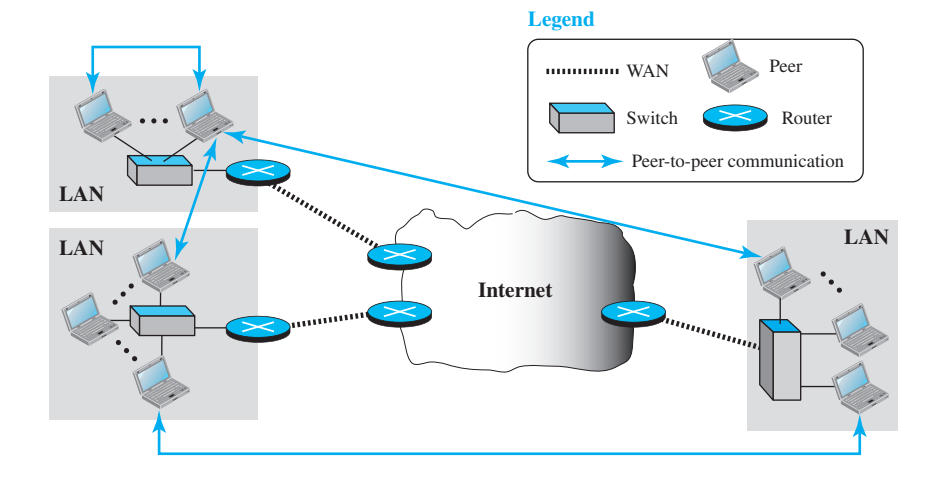 Legend
WAN
Peer
Switch
Router
Peer-to-peer communication
LAN
LAN
LAN
Internet